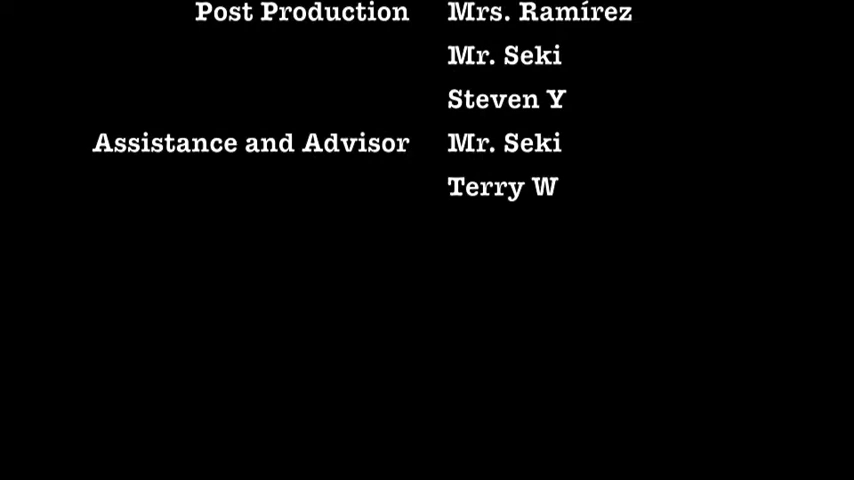 Post Production Mrs. Ramírez
Mr. Seki
Steven Y
Assistance and Advisor Mr. Seki
Terry W